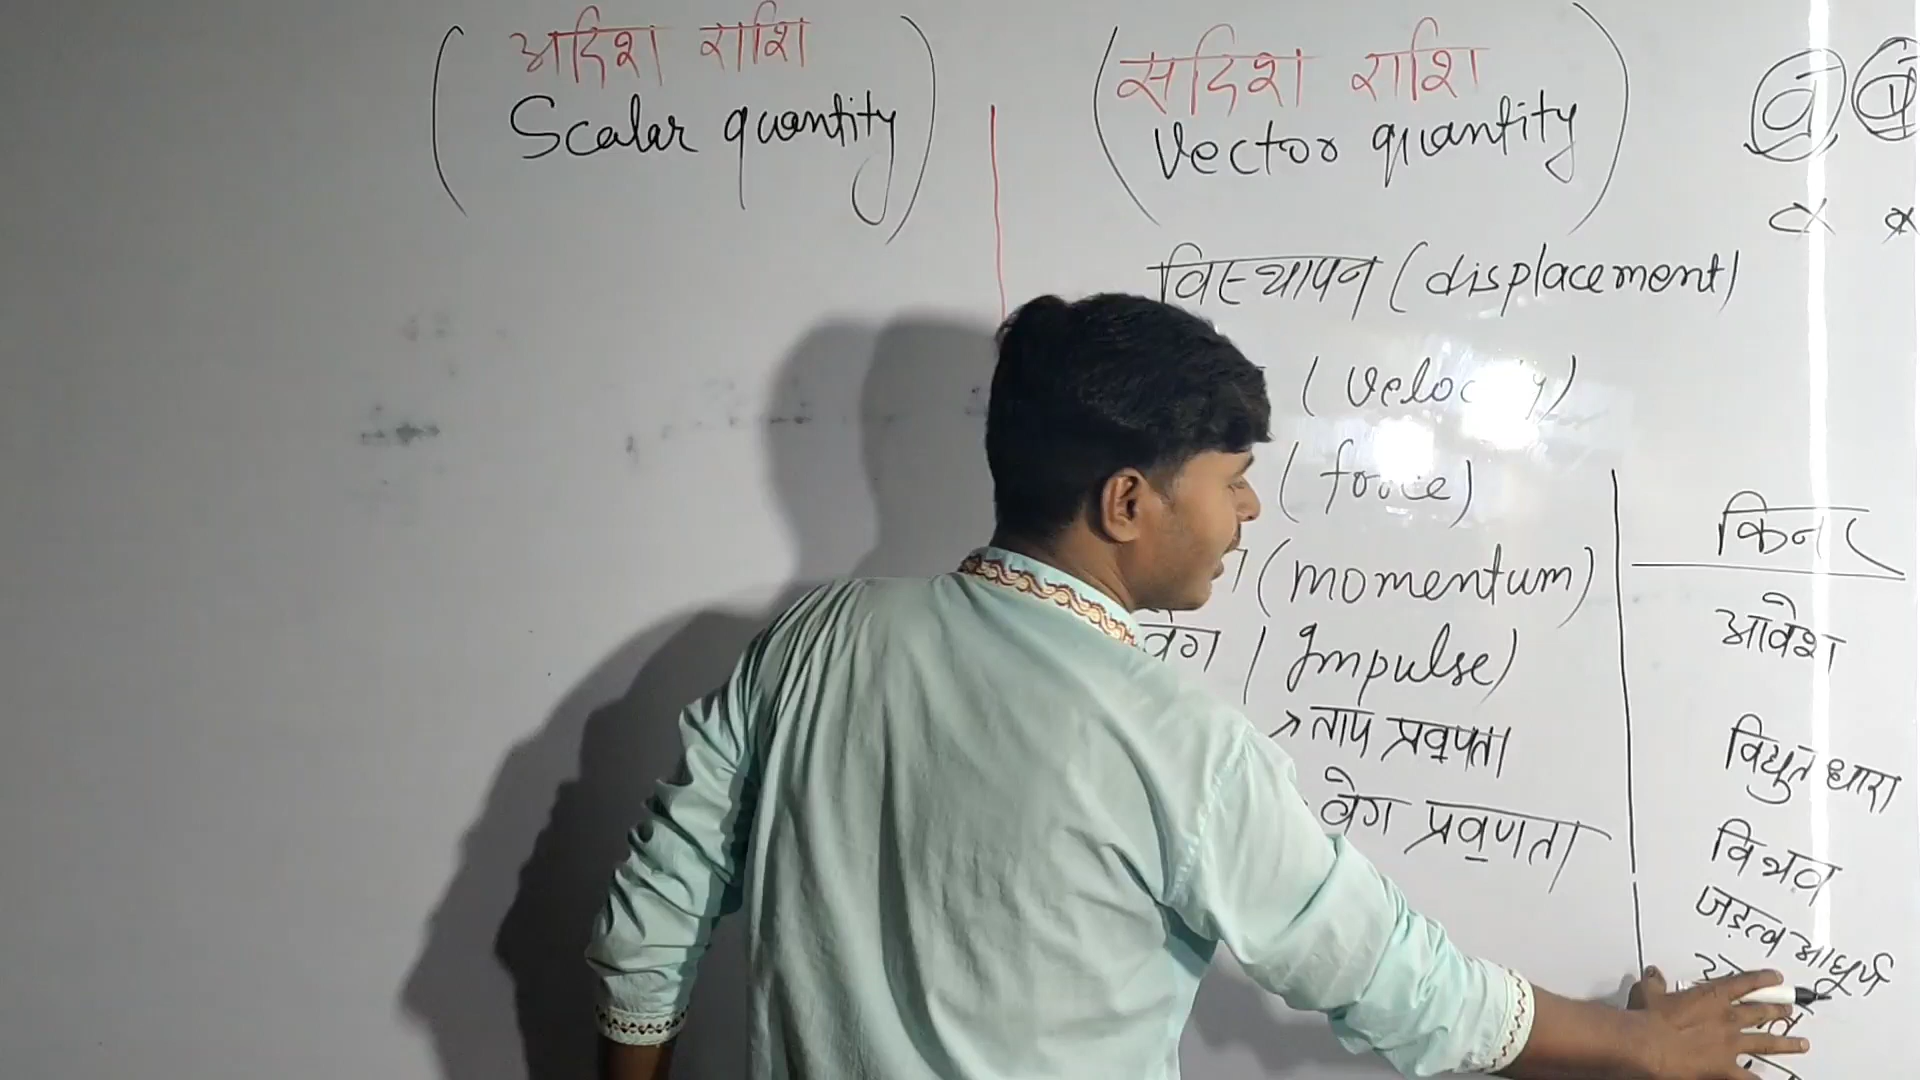 (अदिश राशि
Scalar quantity)
(सदिश राशि
Vector quantity)
विस्थापन (displacement)
(velocity)
(force)
(momentum)
वेग (Impulse)
→ ताप प्रवणता
वेग प्रवणता
किनार
आवेश
विद्युत धारा
विभव
जड़त्व आघूर्ण